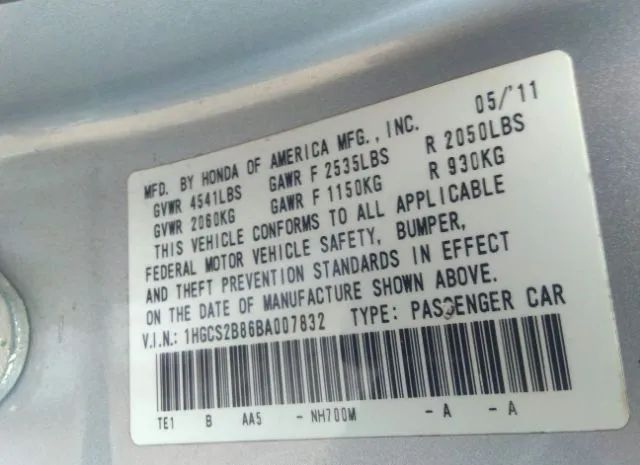 MFD. BY HONDA OF AMERICA MFG., INC. 05/'11
GVWR 4541LBS GAWR F 2535LBS R 2050LBS
GVWR 2060KG GAWR F 1150KG R 930KG
THIS VEHICLE CONFORMS TO ALL APPLICABLE
FEDERAL MOTOR VEHICLE SAFETY, BUMPER,
AND THEFT PREVENTION STANDARDS IN EFFECT
ON THE DATE OF MANUFACTURE SHOWN ABOVE.
V.I.N.: 1HGCS2B86BA007832 TYPE: PASSENGER CAR
TE1 B AA5 - NH700M - A - A